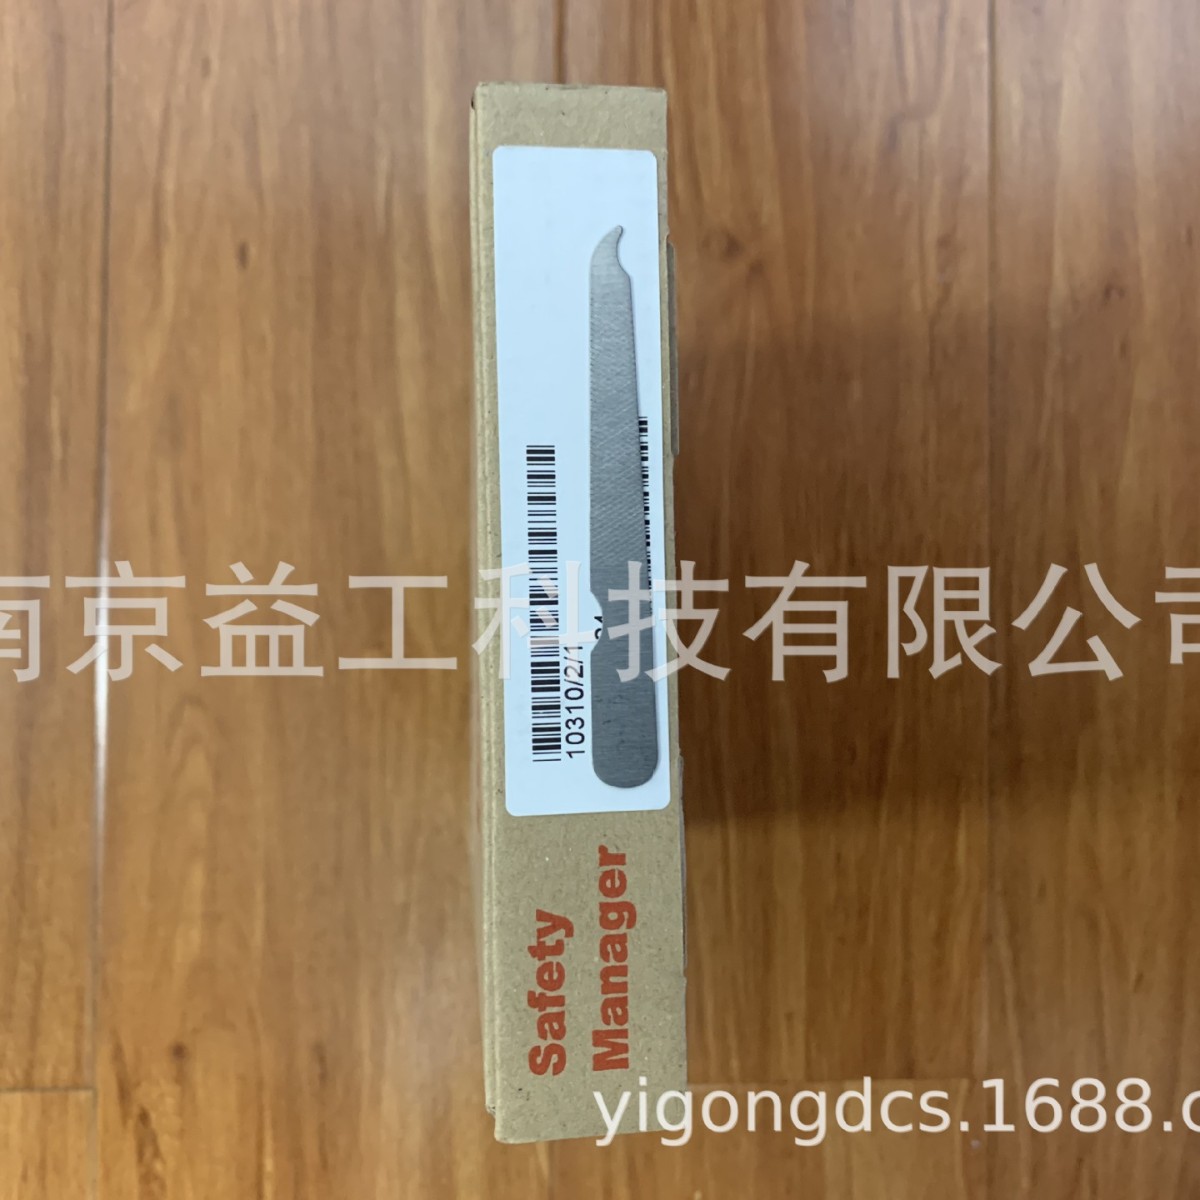 南京益工科技有限公司
10310/2/1
Safety
Manager
yigongdcs.1688.c